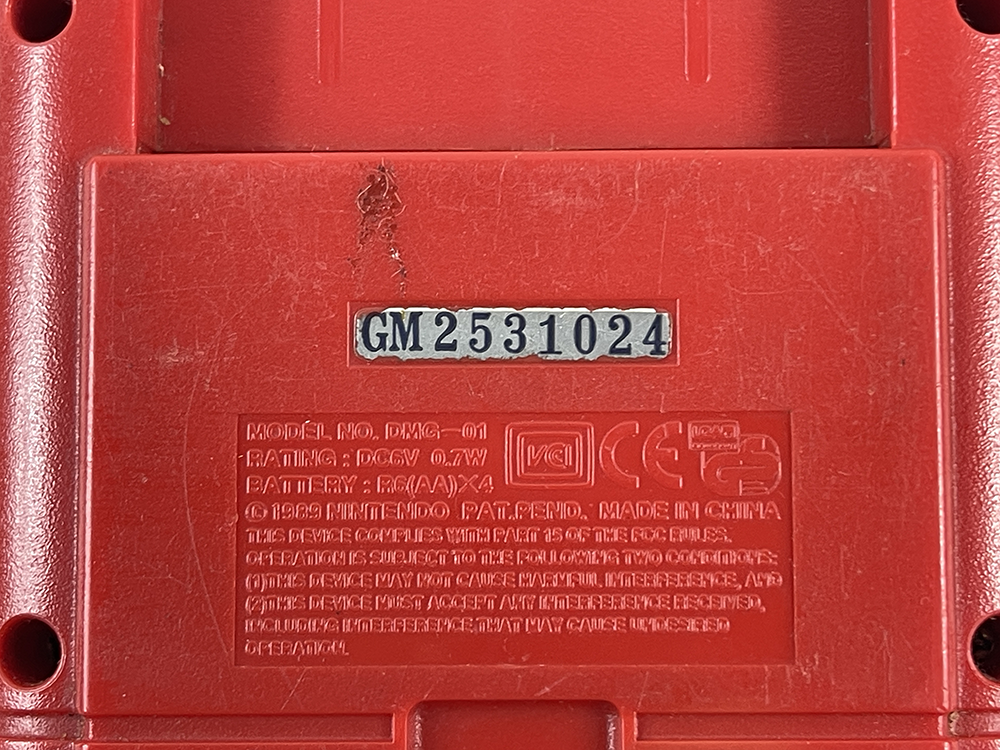 GM2531024
MODEL NO. DMG-01
RATING : DC6V 0.7W
BATTERY : R6(AA)×4
VCI
CE
© 1989 NINTENDO PAT.PEND. MADE IN CHINA
THIS DEVICE COMPLIES WITH PART 15 OF THE FCC RULES.
OPERATION IS SUBJECT TO THE FOLLOWING TWO CONDITIONS:
(1)THIS DEVICE MAY NOT CAUSE HARMFUL INTERFERENCE, AND
(2)THIS DEVICE MUST ACCEPT ANY INTERFERENCE RECEIVED,
INCLUDING INTERFERENCE THAT MAY CAUSE UNDESIRED
OPERATION.